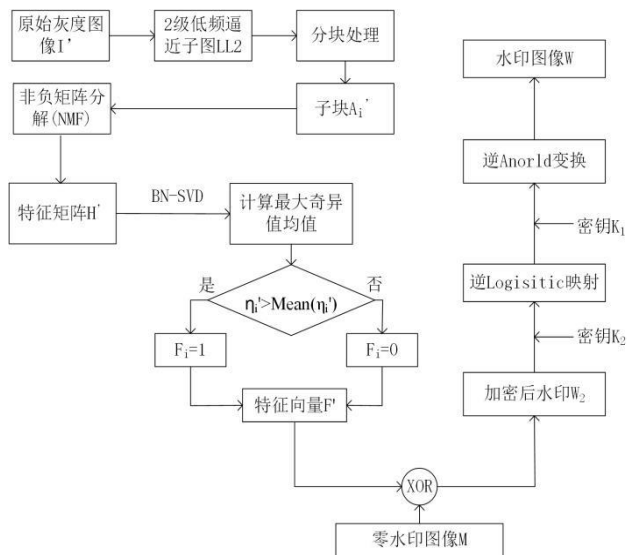 原始灰度图
像I'
2级低频逼
近子图LL2
分块处理
子块Ai'
非负矩阵分
解(NMF)
特征矩阵H'
BN-SVD
计算最大奇异
值均值
是
否
ηi'>Mean(ηi')
Fi=1
Fi=0
特征向量F'
XOR
零水印图像M
加密后水印W2
密钥K2
逆Logisitic映射
密钥K1
逆Anorld变换
水印图像W